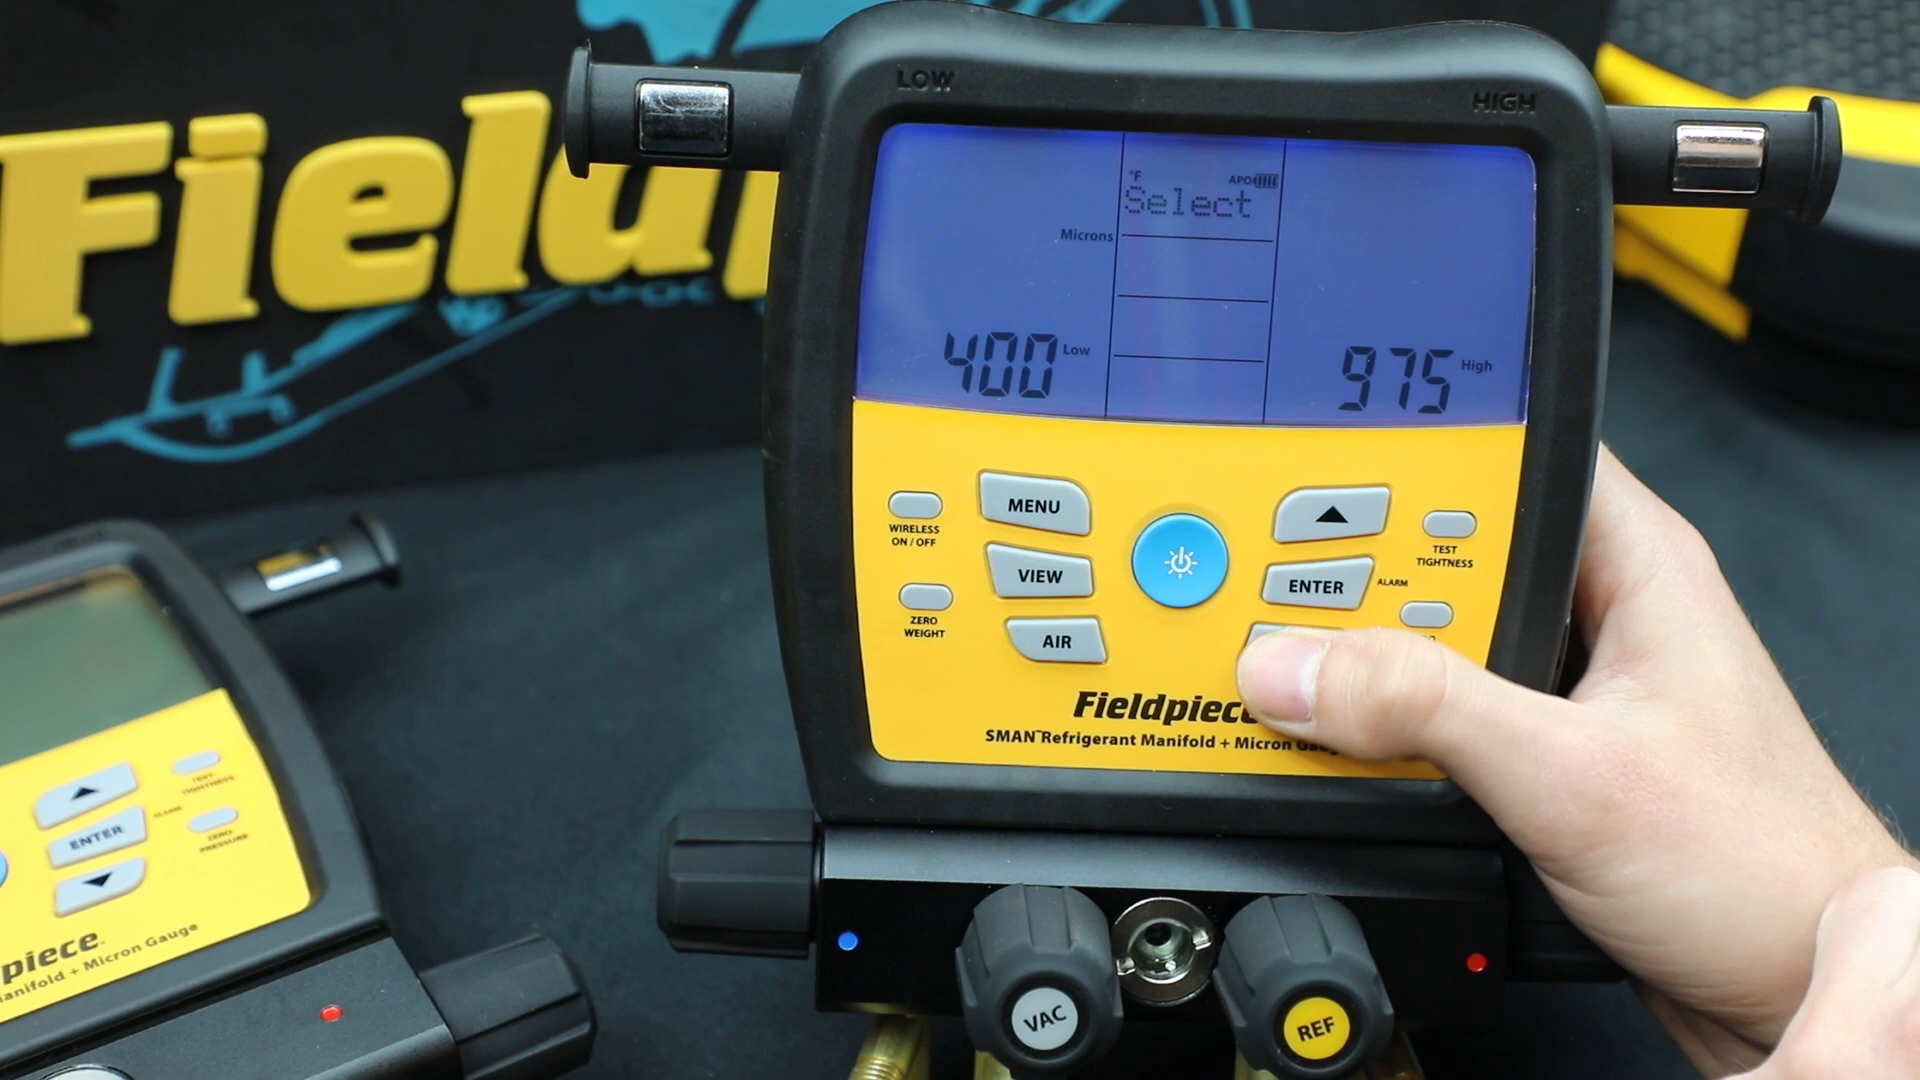 Fieldp
LOW
HIGH
°F
APO
Select
Microns
400 Low
975 High
WIRELESS
ON / OFF
MENU
VIEW
ZERO
WEIGHT
AIR
ENTER
ALARM
TEST
TIGHTNESS
Fieldpiece
SMAN™ Refrigerant Manifold + Micron Gau
VAC
REF
ENTER
ALARM
TEST
TIGHTNESS
ZERO
PRESSURE
piece
anifold + Micron Gauge